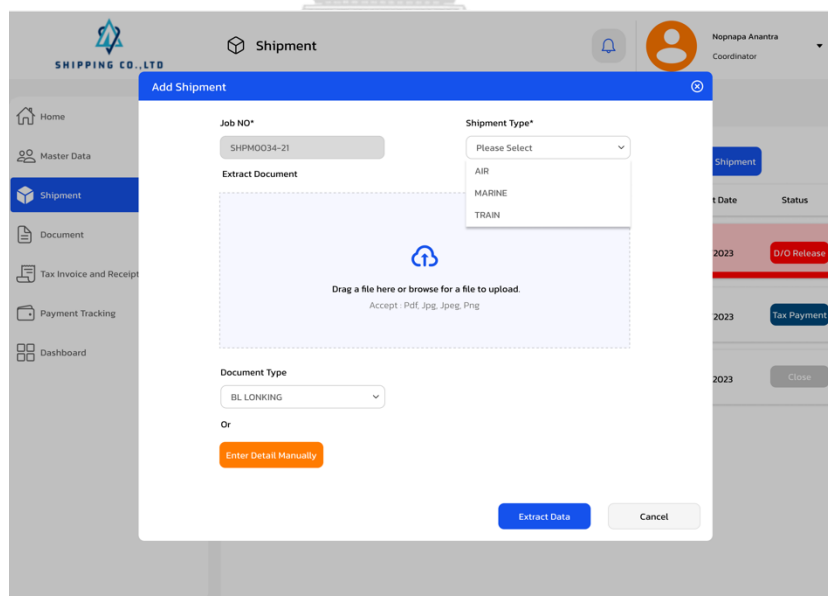 SHIPPING CO.,LTD
Shipment
Nopnapa Anantra
Coordinator
Home
Master Data
Shipment
Document
Tax Invoice and Receipt
Payment Tracking
Dashboard
Add Shipment
Job NO*
Shipment Type*
SHPM0034-21
Please Select
AIR
MARINE
TRAIN
Extract Document
Drag a file here or browse for a file to upload.
Accept : Pdf, Jpg, Jpeg, Png
Document Type
BL LONKING
Or
Enter Detail Manually
Extract Data
Cancel
Shipment
t Date
Status
2023
D/O Release
2023
Tax Payment
2023
Close